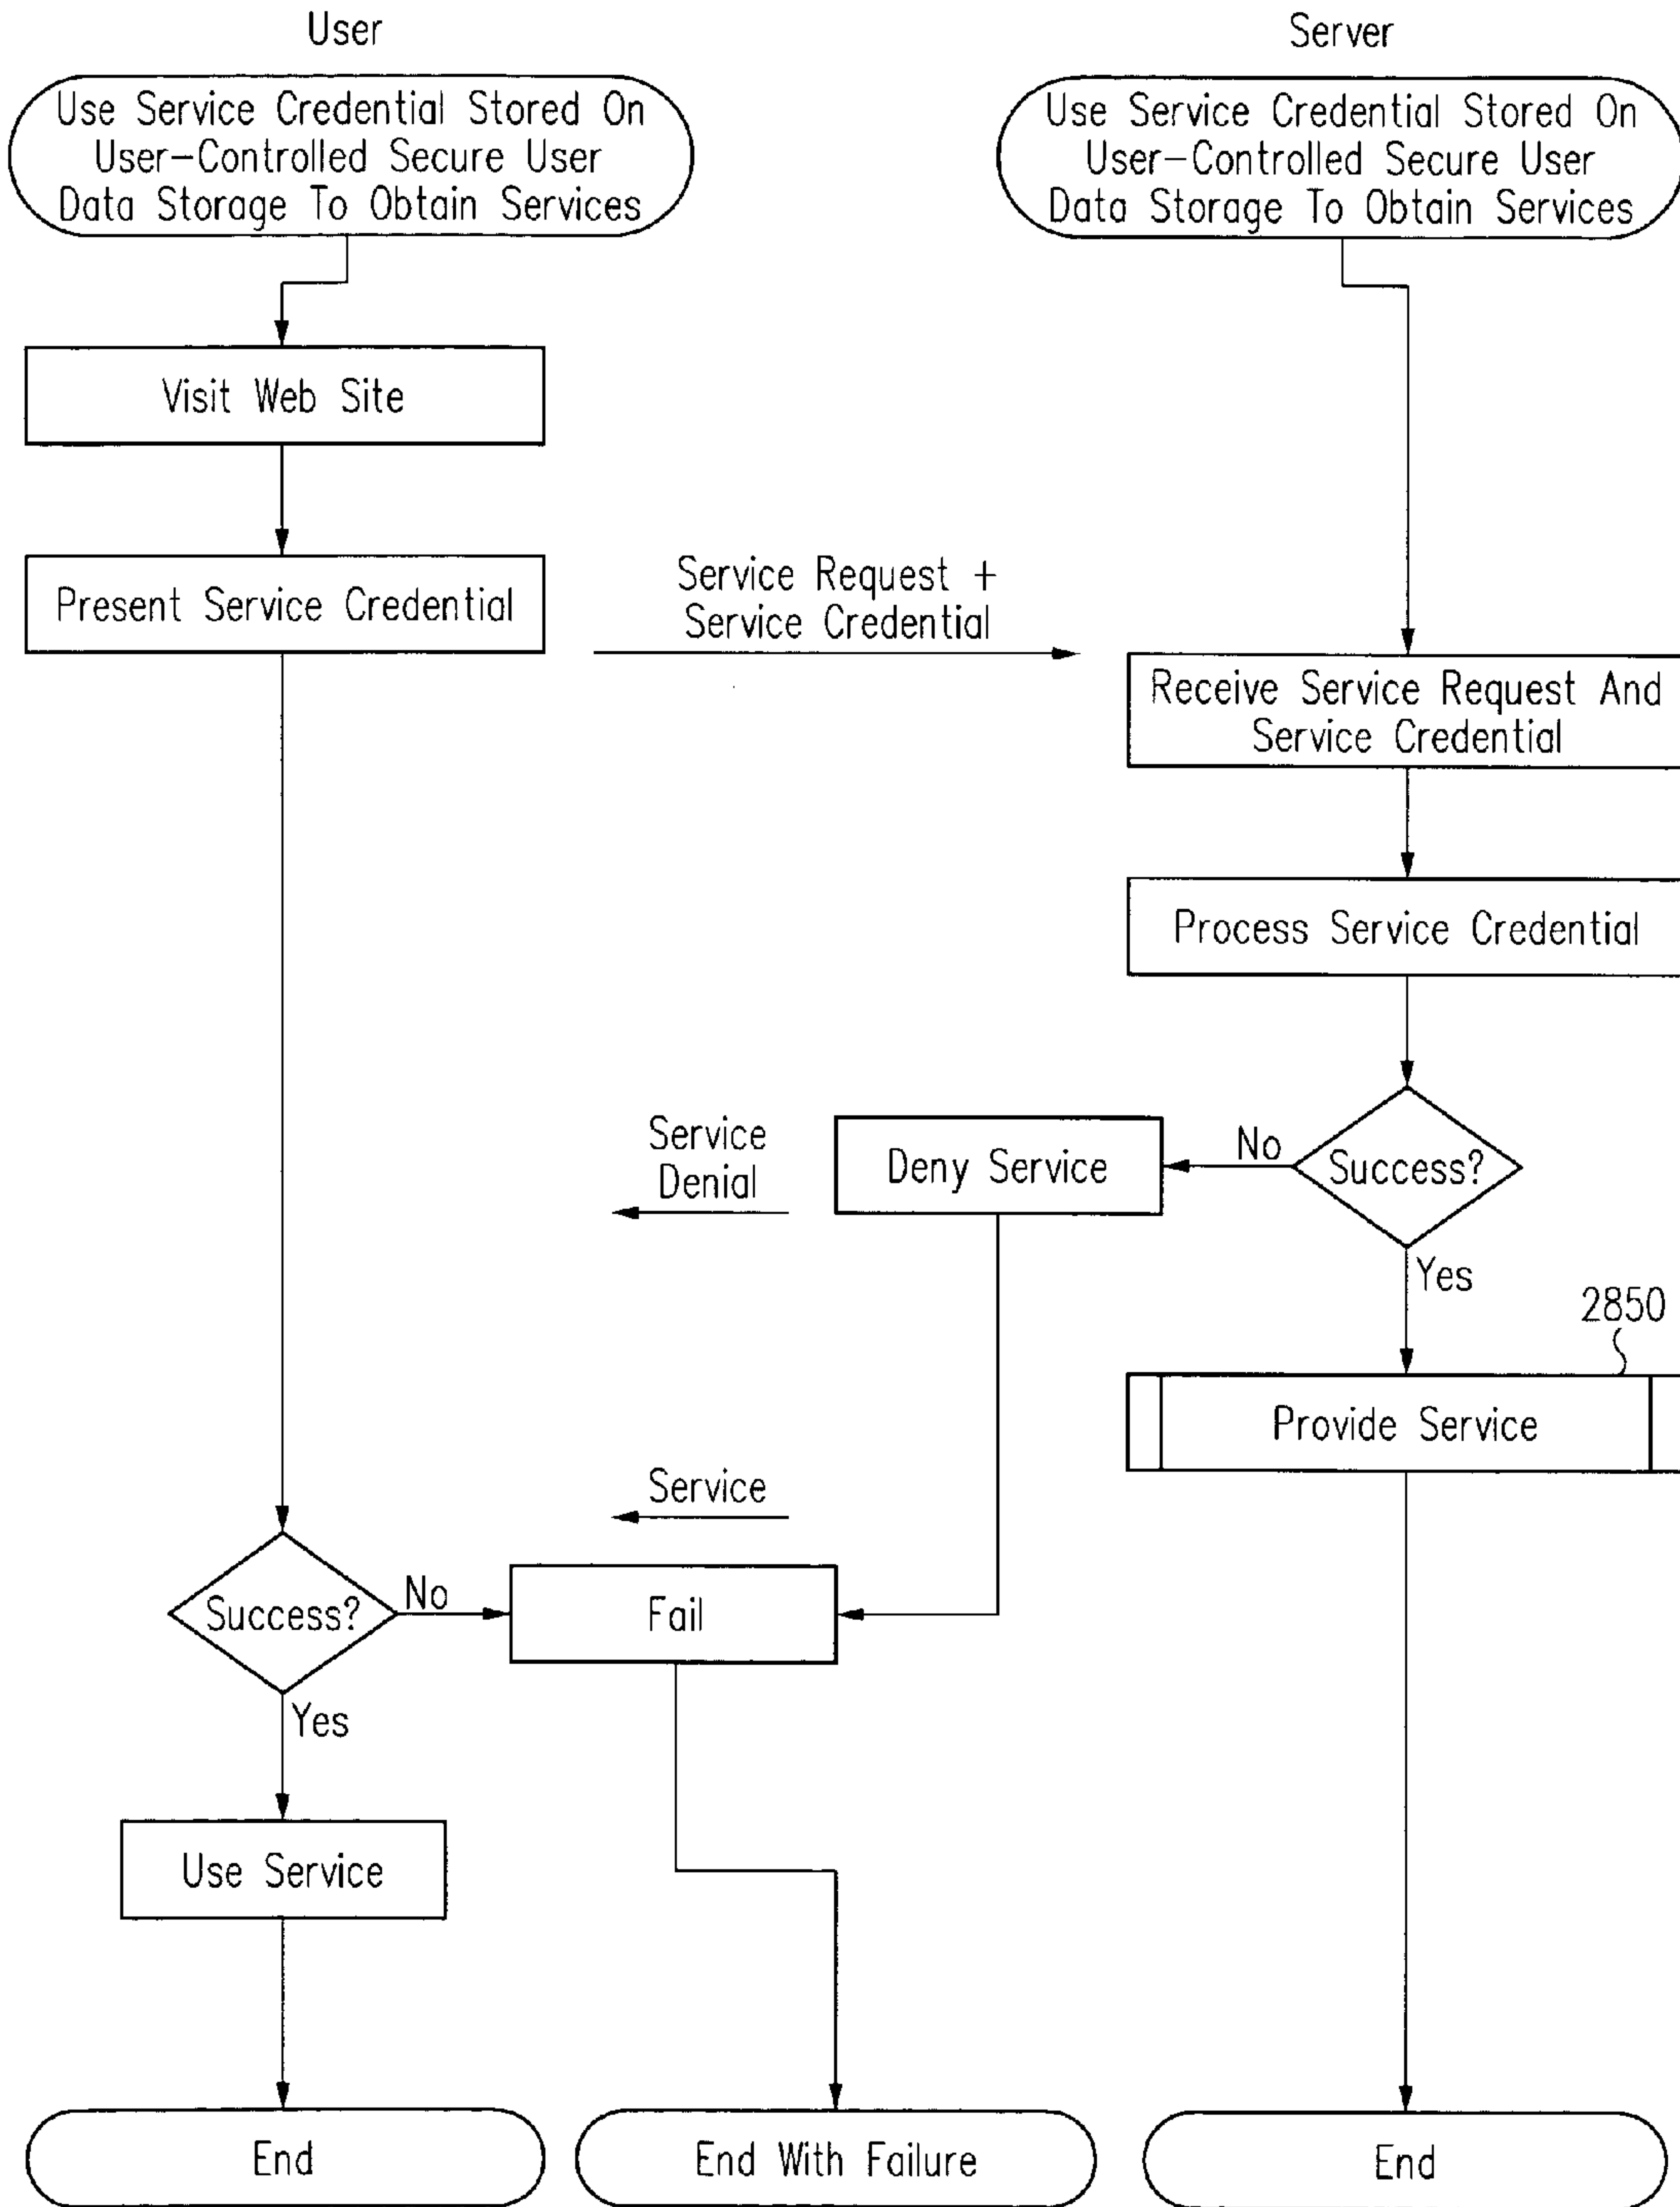 User
Server
Use Service Credential Stored On
User-Controlled Secure User
Data Storage To Obtain Services
Use Service Credential Stored On
User-Controlled Secure User
Data Storage To Obtain Services
Visit Web Site
Present Service Credential
Service Request +
Service Credential
Receive Service Request And
Service Credential
Process Service Credential
Success?
No
Deny Service
Service
Denial
Yes
2850
Provide Service
Service
Success?
No
Fail
Yes
Use Service
End
End With Failure
End